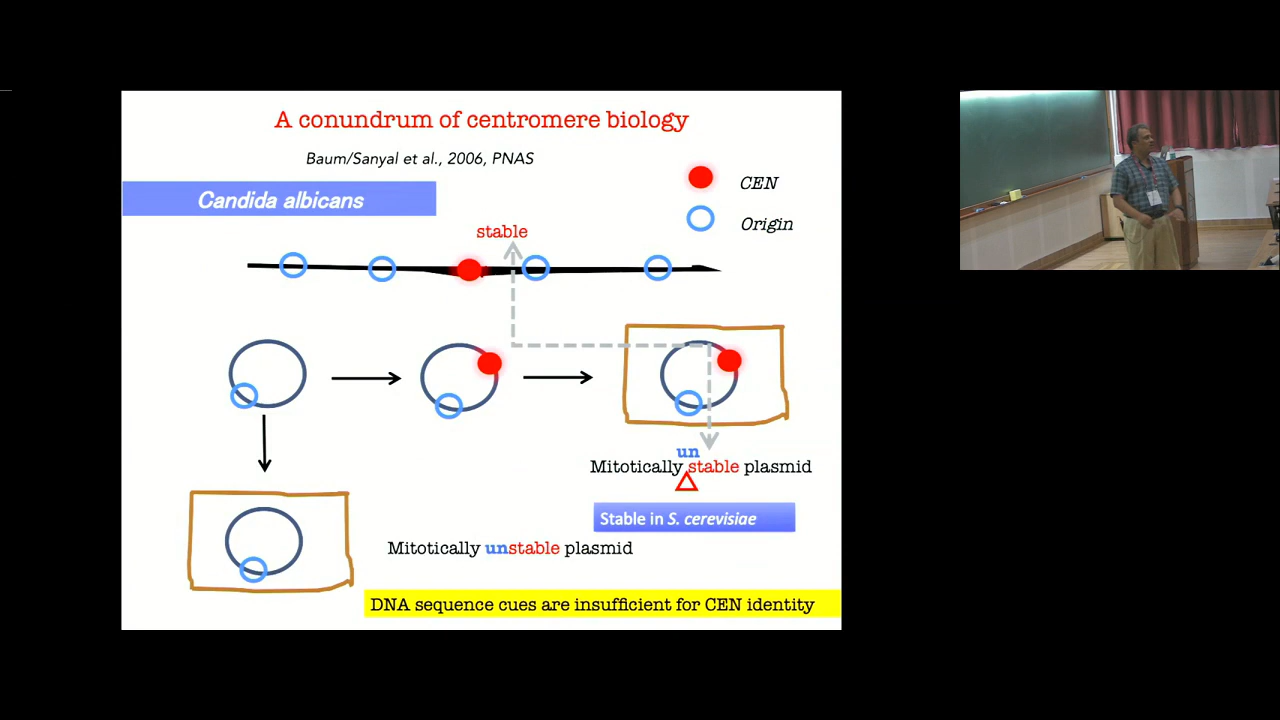 A conundrum of centromere biology
Baum/Sanyal et al., 2006, PNAS
CEN
Candida albicans
Origin
stable
un
Mitotically stable plasmid
Stable in S. cerevisiae
Mitotically unstable plasmid
DNA sequence cues are insufficient for CEN identity